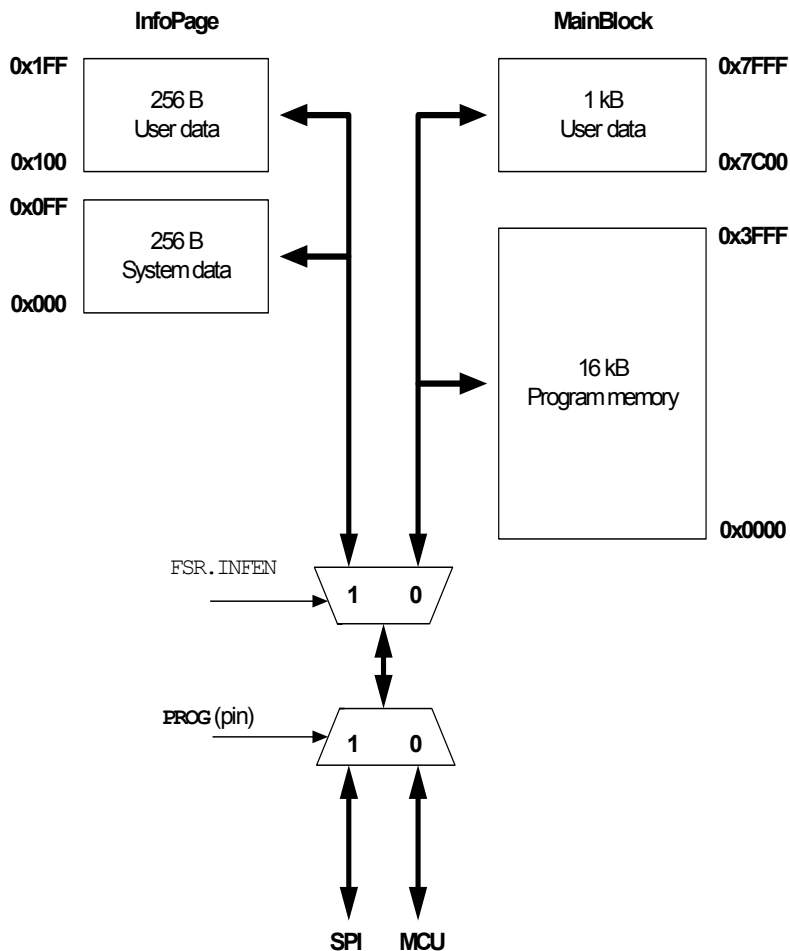 InfoPage
MainBlock
0x1FF
256 B
User data
0x100
0x0FF
256 B
System data
0x000
1 kB
User data
0x7FFF
0x7C00
0x3FFF
16 kB
Program memory
0x0000
FSR.INFEN
1 0
PROG (pin)
1 0
SPI MCU